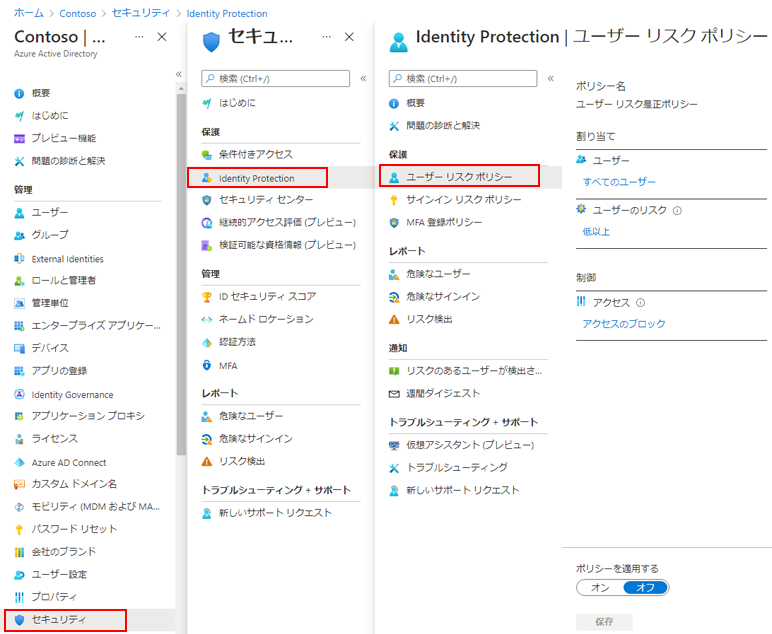 ホーム > Contoso > セキュリティ > Identity Protection
Contoso | ...
Azure Active Directory
概要
はじめに
プレビュー機能
問題の診断と解決
管理
ユーザー
グループ
External Identities
ロールと管理者
管理単位
エンタープライズ アプリケー...
デバイス
アプリの登録
Identity Governance
アプリケーション プロキシ
ライセンス
Azure AD Connect
カスタム ドメイン名
モビリティ (MDM および MA...
パスワード リセット
会社のブランド
ユーザー設定
プロパティ
セキュリティ
セキュ...
検索 (Ctrl+/)
はじめに
保護
条件付きアクセス
Identity Protection
セキュリティ センター
継続的アクセス評価 (プレビュー)
検証可能な資格情報 (プレビュー)
管理
ID セキュリティ スコア
ネームド ロケーション
認証方法
MFA
レポート
危険なユーザー
危険なサインイン
リスク検出
トラブルシューティング + サポート
新しいサポート リクエスト
Identity Protection | ユーザー リスク ポリシー
検索 (Ctrl+/)
概要
問題の診断と解決
保護
ユーザー リスク ポリシー
サインイン リスク ポリシー
MFA 登録ポリシー
レポート
危険なユーザー
危険なサインイン
リスク検出
通知
リスクのあるユーザーが検出さ...
週間ダイジェスト
トラブルシューティング + サポート
仮想アシスタント (プレビュー)
トラブルシューティング
新しいサポート リクエスト
ポリシー名
ユーザー リスク是正ポリシー
割り当て
ユーザー
すべてのユーザー
ユーザーのリスク
低以上
制御
アクセス
アクセスのブロック
ポリシーを適用する
オン オフ
保存